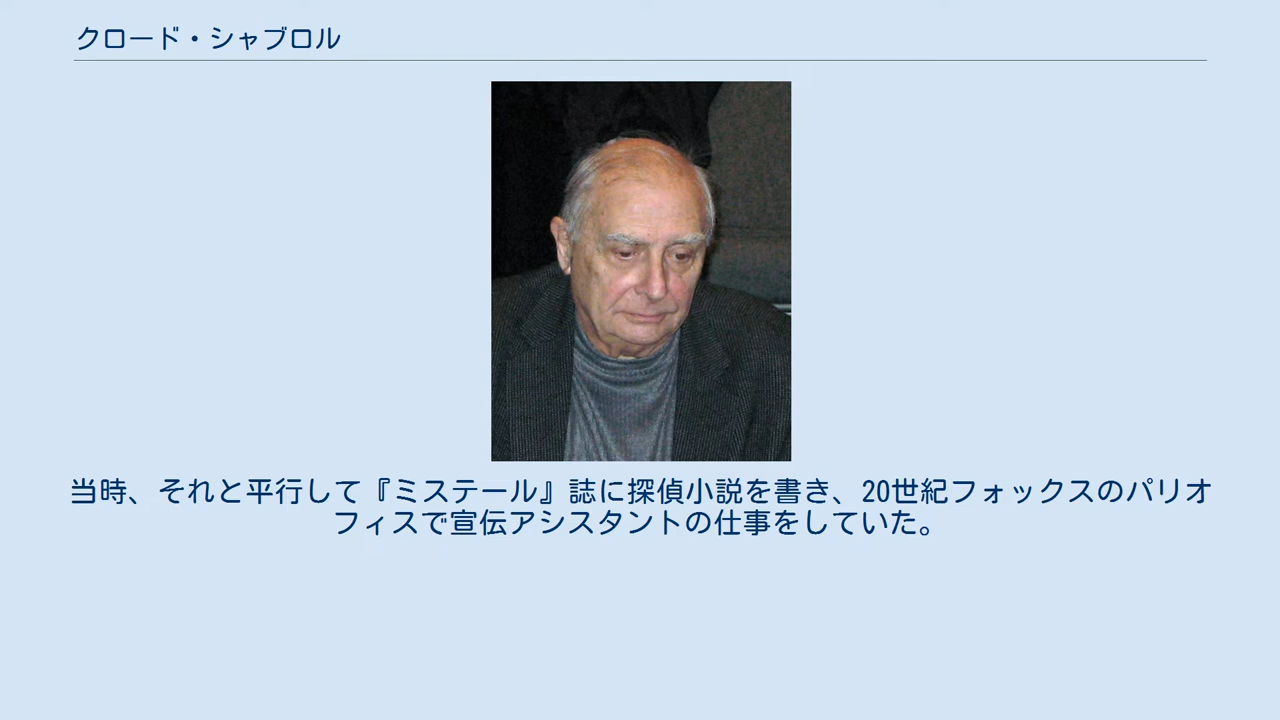 クロード・シャブロル
当時、それと平行して『ミステール』誌に探偵小説を書き、20世紀フォックスのパリオ
フィスで宣伝アシスタントの仕事をしていた。